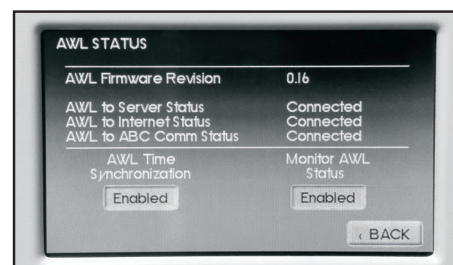 AWL STATUS
AWL Firmware Revision 0.16
AWL to Server Status Connected
AWL to Internet Status Connected
AWL to ABC Comm Status Connected
AWL Time Monitor AWL
Synchronization Status
Enabled Enabled
‹ BACK